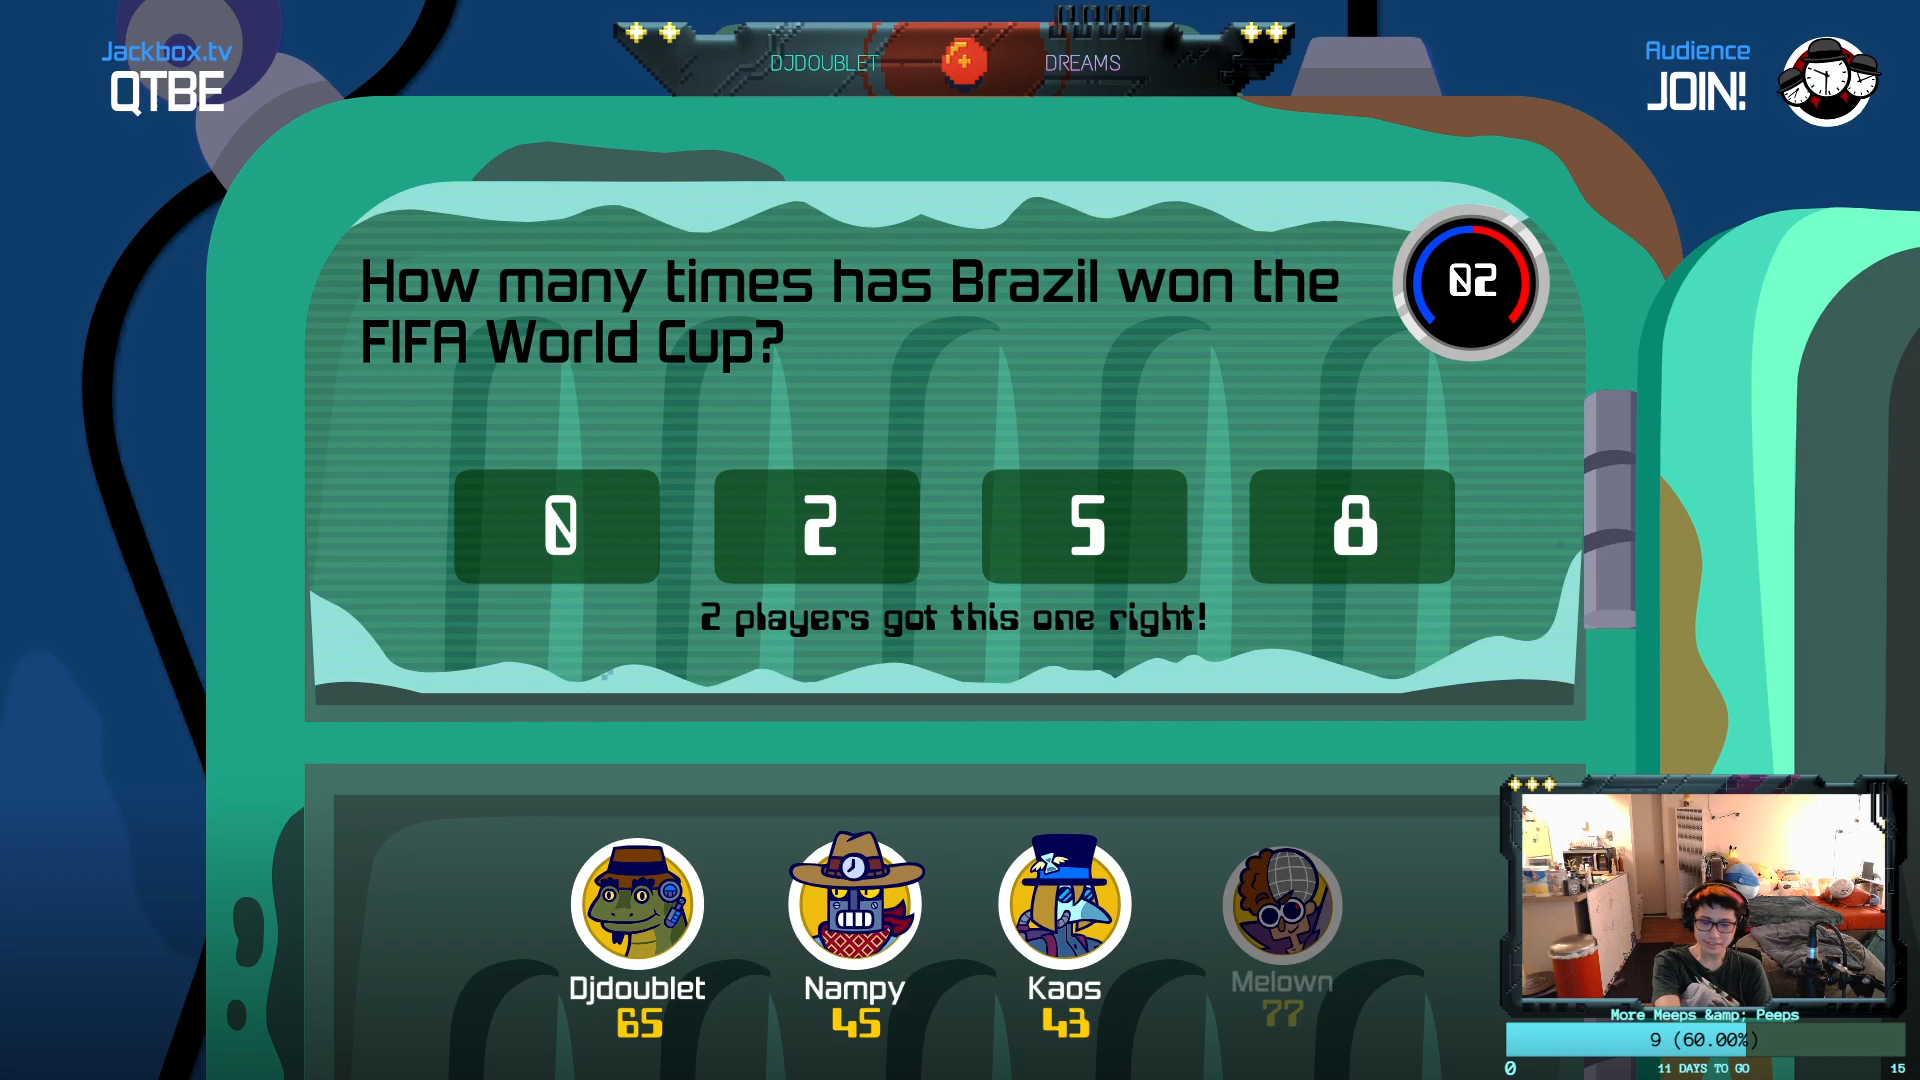 Jackbox.tv
QTBE
DJDOUBLET
DREAMS
Audience
JOIN!
How many times has Brazil won the
FIFA World Cup?
02
0
2
5
8
2 players got this one right!
Djdoublet
65
Nampy
45
Kaos
43
Melown
77
More Meeps &amp; Peeps
9 (60.00%)
0
11 DAYS TO GO
15